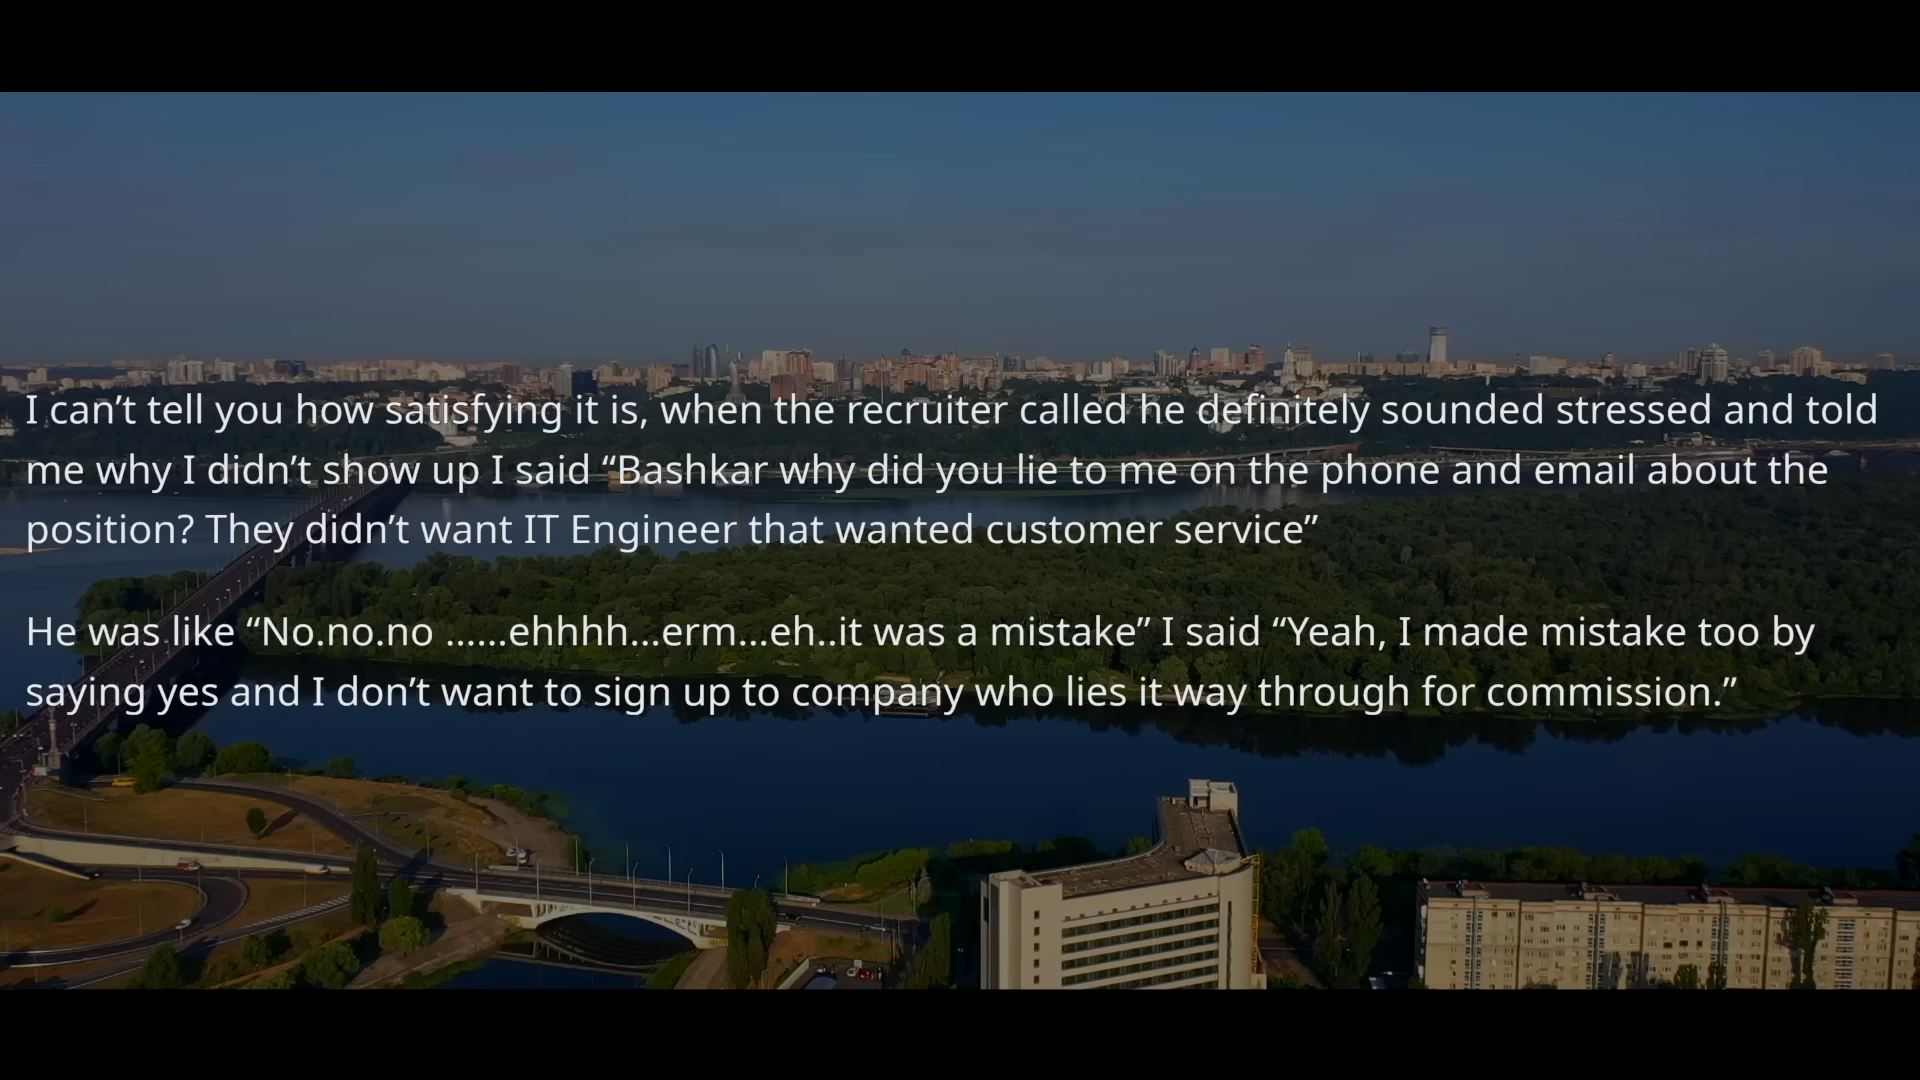 I can’t tell you how satisfying it is, when the recruiter called he definitely sounded stressed and told
me why I didn’t show up I said “Bashkar why did you lie to me on the phone and email about the
position? They didn’t want IT Engineer that wanted customer service”
He was like “No.no.no ......ehhhh...erm...eh..it was a mistake” I said “Yeah, I made mistake too by
saying yes and I don’t want to sign up to company who lies it way through for commission.”